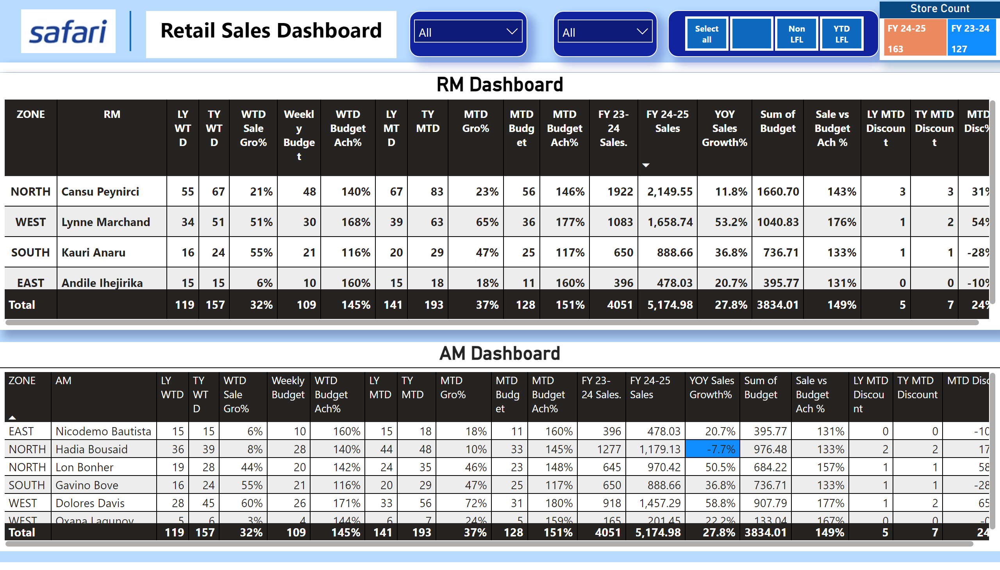 safari
Retail Sales Dashboard
All
All
Select all
Non LFL
YTD LFL
Store Count
FY 24-25
163
FY 23-24
127
RM Dashboard
ZONE RM LY WTD TY WTD WTD Sale Gro% Weekly Budget WTD Budget Ach% LY MTD TY MTD MTD Gro% MTD Budget MTD Budget Ach% FY 23-24 Sales. FY 24-25 Sales YOY Sales Growth% Sum of Budget Sale vs Budget Ach % LY MTD Discount TY MTD Discount MTD Disc%
NORTH Cansu Peynirci 55 67 21% 48 140% 67 83 23% 56 146% 1922 2,149.55 11.8% 1660.70 143% 3 3 31%
WEST Lynne Marchand 34 51 51% 30 168% 39 63 65% 36 177% 1083 1,658.74 53.2% 1040.83 176% 1 2 54%
SOUTH Kauri Anaru 16 24 55% 21 116% 20 29 47% 25 117% 650 888.66 36.8% 736.71 133% 1 1 -28%
EAST Andile Ihejirika 15 15 6% 10 160% 15 18 18% 11 160% 396 478.03 20.7% 395.77 131% 0 0 -10%
Total 119 157 32% 109 145% 141 193 37% 128 151% 4051 5,174.98 27.8% 3834.01 149% 5 7 24%
AM Dashboard
ZONE AM LY WTD TY WTD WTD Sale Gro% Weekly Budget WTD Budget Ach% LY MTD TY MTD MTD Gro% MTD Budget MTD Budget Ach% FY 23-24 Sales. FY 24-25 Sales YOY Sales Growth% Sum of Budget Sale vs Budget Ach % LY MTD Discount TY MTD Discount MTD Disc
EAST Nicodemo Bautista 15 15 6% 10 160% 15 18 18% 11 160% 396 478.03 20.7% 395.77 131% 0 0 -10
NORTH Hadia Bousaid 36 39 8% 28 140% 44 48 10% 33 145% 1277 1,179.13 -7.7% 976.48 133% 2 2 17
NORTH Lon Bonher 19 28 44% 20 142% 24 35 46% 23 148% 645 970.42 50.5% 684.22 157% 1 1 58
SOUTH Gavino Bove 16 24 55% 21 116% 20 29 47% 25 117% 650 888.66 36.8% 736.71 133% 1 1 -28
WEST Dolores Davis 28 45 60% 26 171% 33 56 72% 31 180% 918 1,457.29 58.8% 907.79 177% 1 2 65
WEST Oxana Lagunov 5 6 3% 4 144% 6 7 24% 5 159% 165 201.45 22.2% 133.04 167% 0 0
Total 119 157 32% 109 145% 141 193 37% 128 151% 4051 5,174.98 27.8% 3834.01 149% 5 7 24